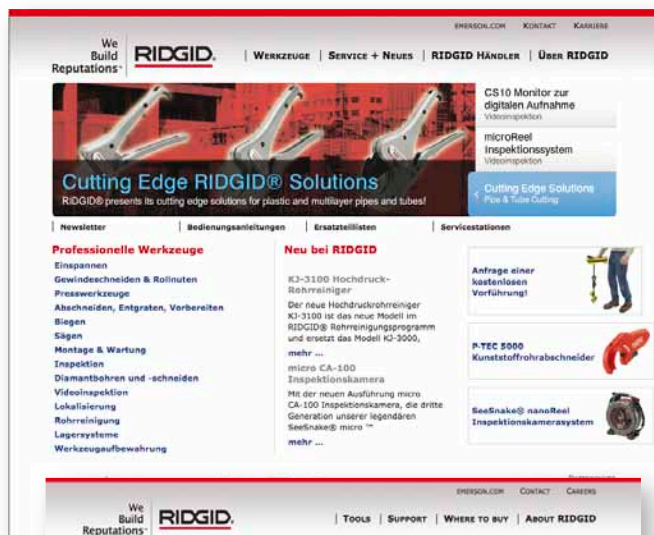 EMERSON.COM KONTAKT KARRIERE
We
Build
Reputations™
RIDGID®
WERKZEUGE | SERVICE + NEUES | RIDGID HÄNDLER | ÜBER RIDGID
Cutting Edge RIDGID® Solutions
RIDGID® presents its cutting edge solutions for plastic and multilayer pipes and tubes!
CS10 Monitor zur
digitalen Aufnahme
Videoinspektion
microReel
Inspektionssystem
Videoinspektion
Cutting Edge Solutions
Pipe & Tube Cutting
Newsletter
Bedienungsanleitungen
Ersatzteillisten
Servicestationen
Professionelle Werkzeuge
Einspannen
Gewindeschneiden & Rollnuten
Presswerkzeuge
Abschneiden, Entgraten, Vorbereiten
Biegen
Sägen
Montage & Wartung
Inspektion
Diamantbohren und -schneiden
Videoinspektion
Lokalisierung
Rohrreinigung
Lagersysteme
Werkzeugaufbewahrung
Neu bei RIDGID
KJ-3100 Hochdruck-
Rohrreiniger
Der neue Hochdruckrohrreiniger
KJ-3100 ist das neue Modell im
RIDGID® Rohrreinigungsprogramm
und ersetzt das Modell KJ-3000,
mehr ...
micro CA-100
Inspektionskamera
Mit der neuen Ausführung micro
CA-100 Inspektionskamera, die dritte
Generation unserer legendären
SeeSnake® micro ™
mehr ...
Anfrage einer
kostenlosen
Vorführung!
P-TEC 5000
Kunststoffrohrabschneider
SeeSnake® nanoReel
Inspektionskamerasystem
EMERSON.COM CONTACT CAREERS
We
Build
Reputations™
RIDGID®
TOOLS | SUPPORT | WHERE TO BUY | ABOUT RIDGID